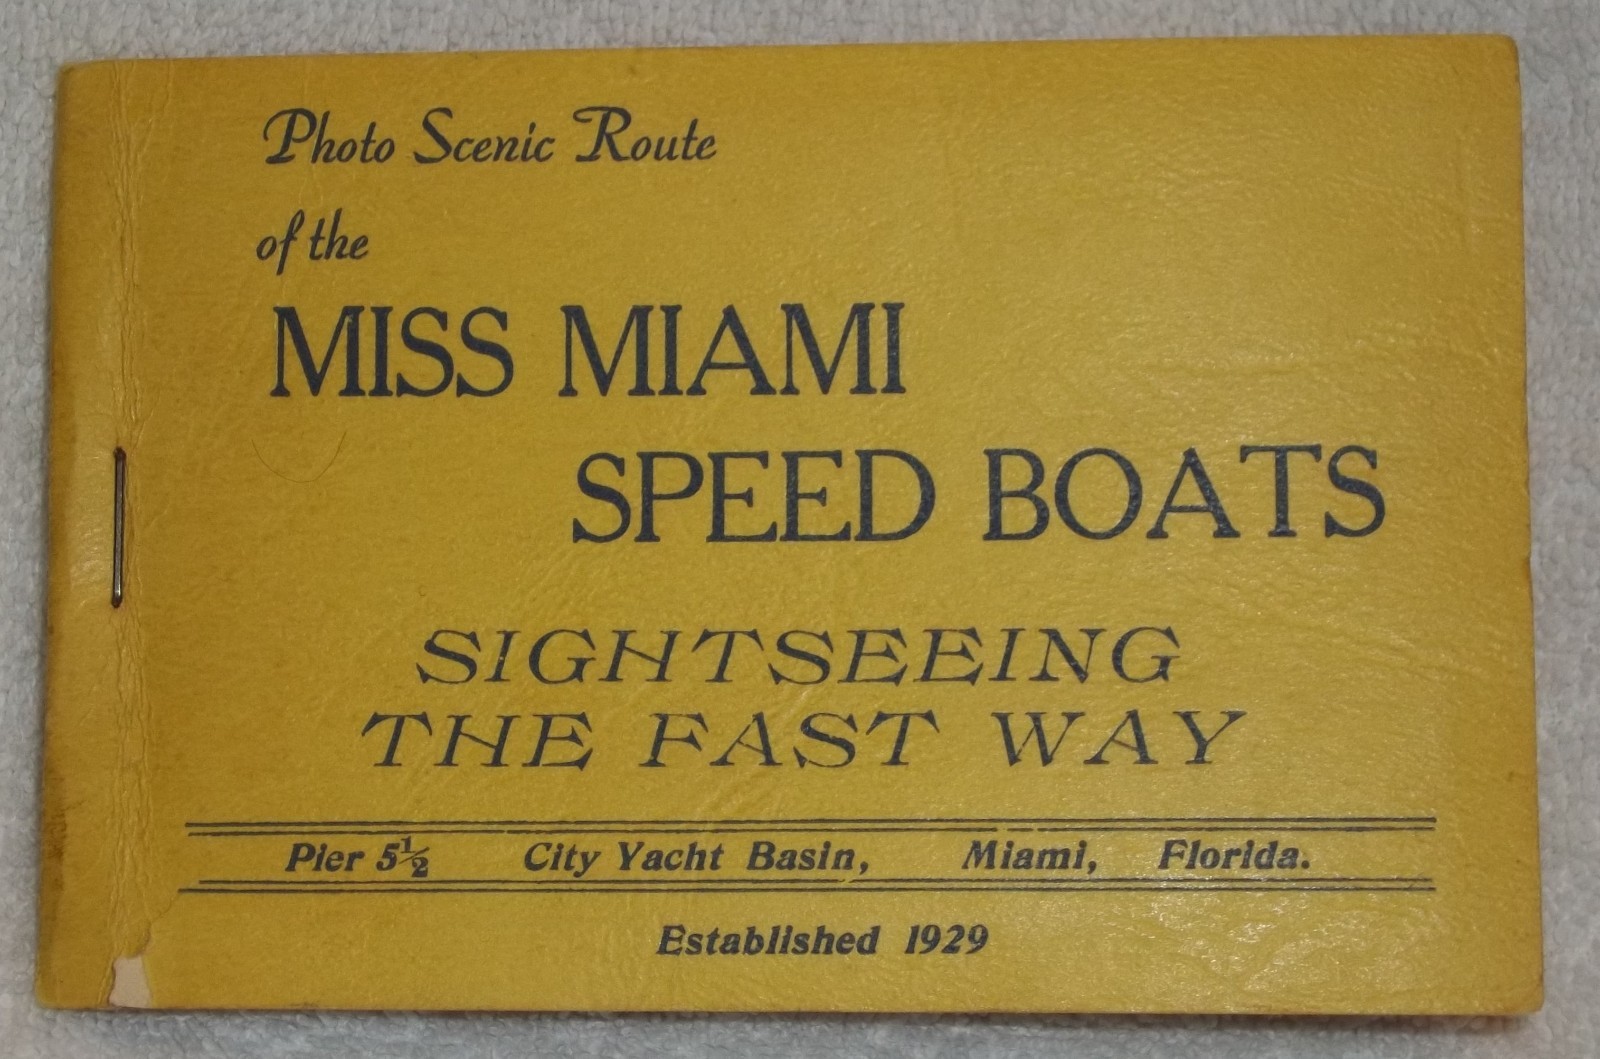 Photo Scenic Route
of the
MISS MIAMI
SPEED BOATS
SIGHTSEEING
THE FAST WAY
Pier 5½ City Yacht Basin, Miami, Florida.
Established 1929